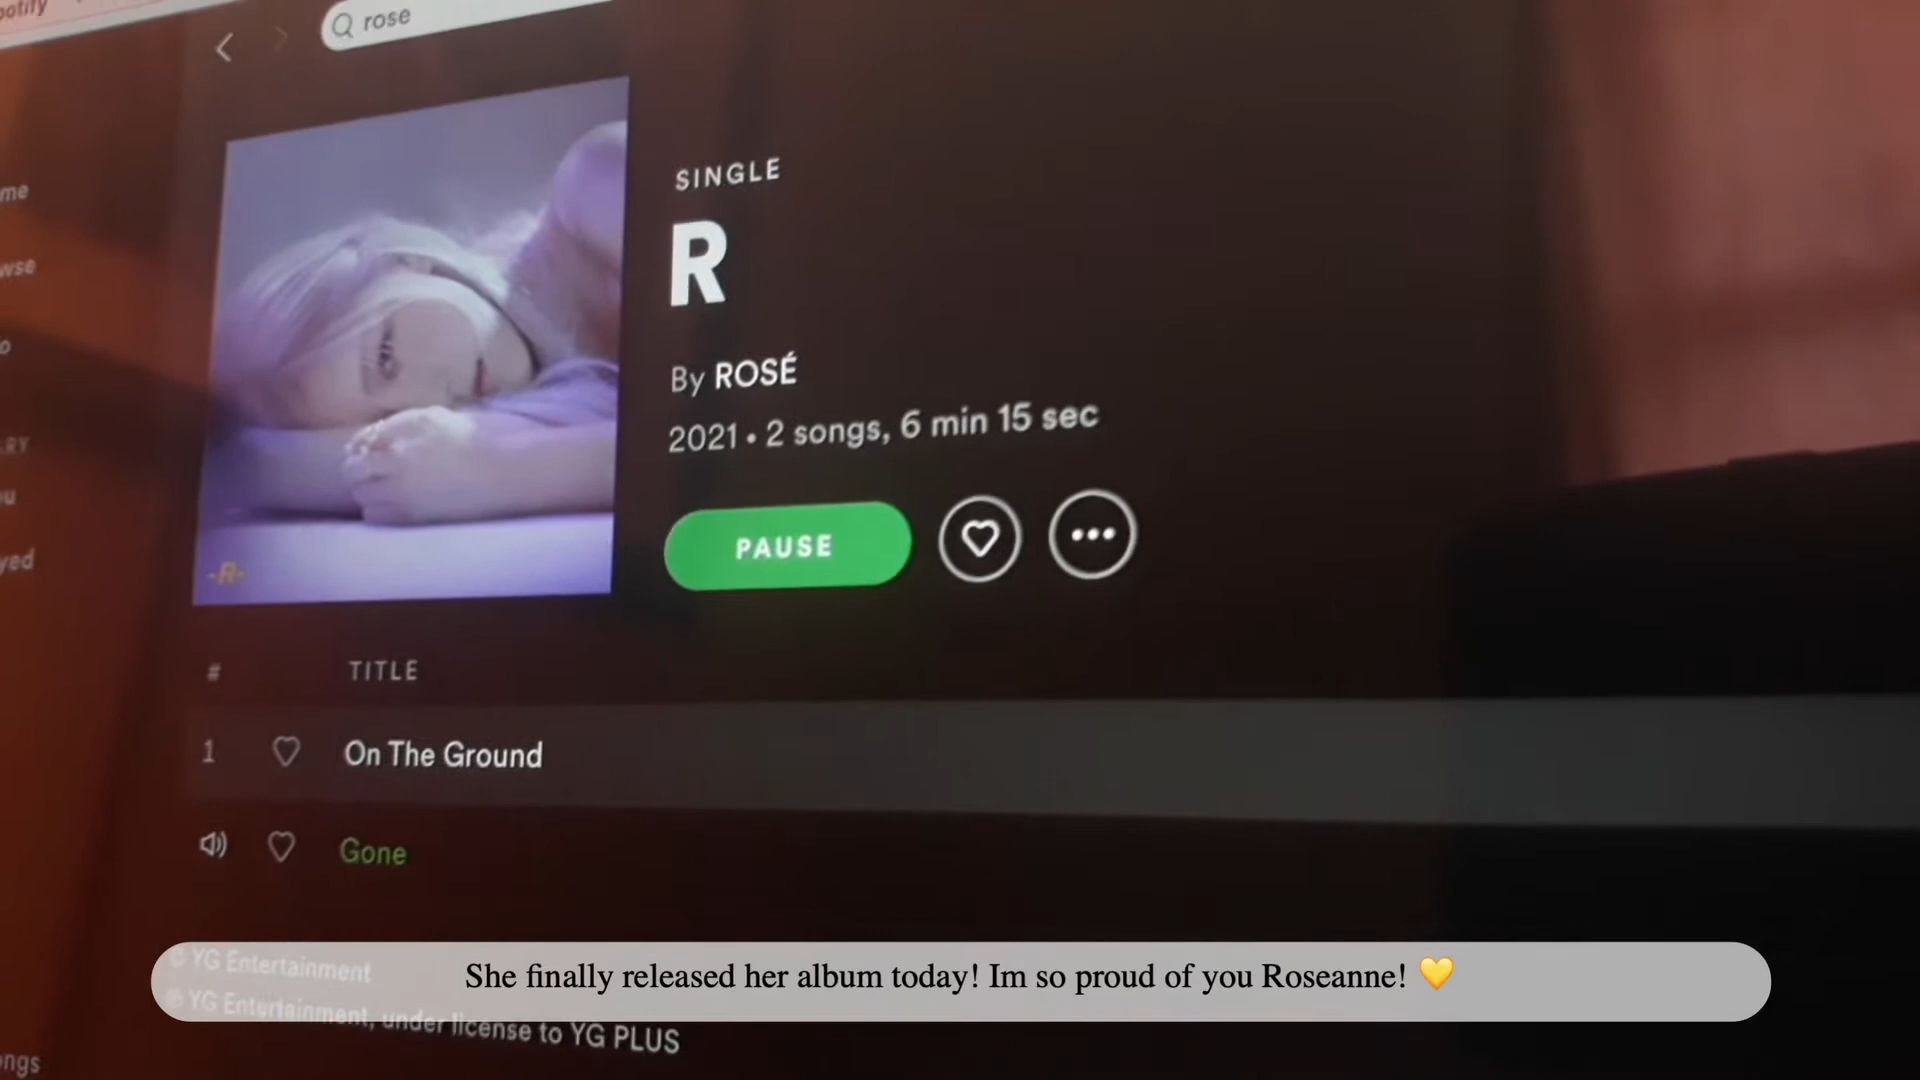 rose
SINGLE
R
By ROSÉ
2021 • 2 songs, 6 min 15 sec
PAUSE
-R-
# TITLE
1 On The Ground
Gone
YG Entertainment
She finally released her album today! Im so proud of you Roseanne! 💛
YG Entertainment, under license to YG PLUS